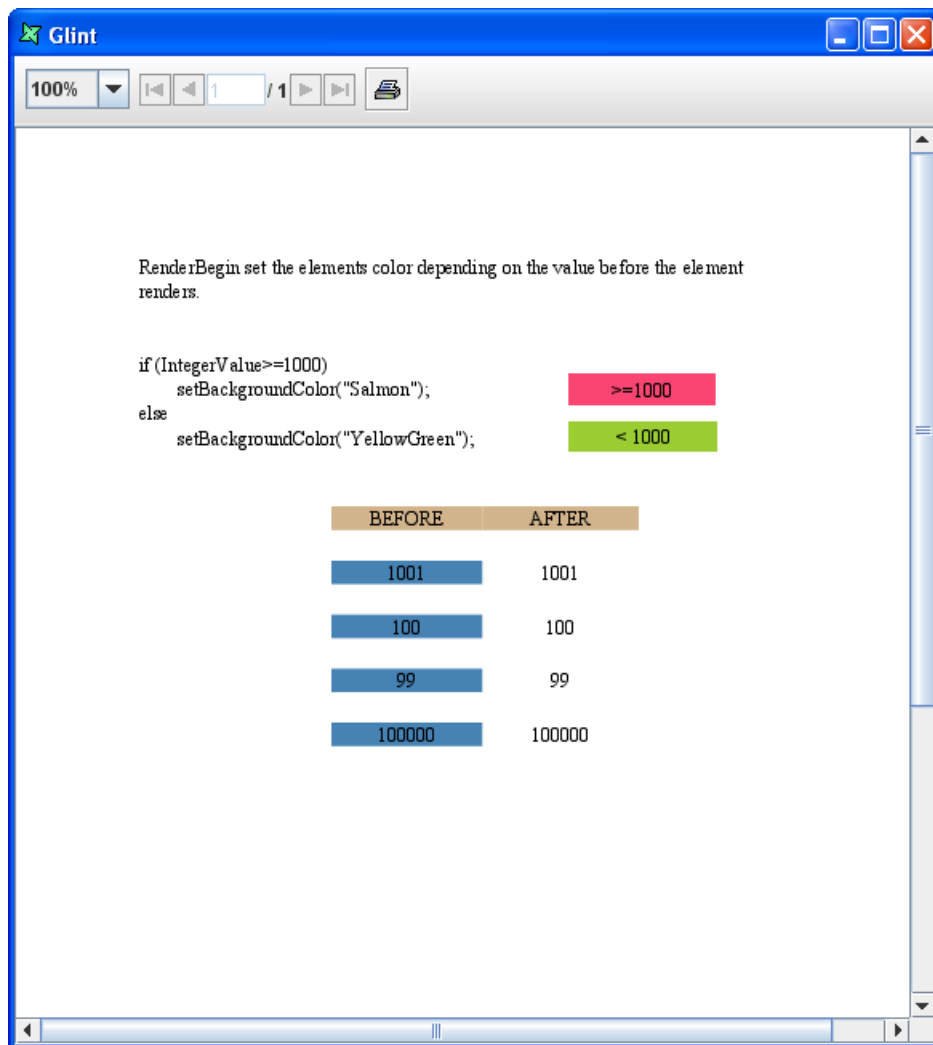 Glint
100% 1 / 1
RenderBegin set the elements color depending on the value before the element
renders.
if (IntegerValue>=1000)
setBackgroundColor("Salmon"); >=1000
else
setBackgroundColor("YellowGreen"); < 1000
BEFORE AFTER
1001 1001
100 100
99 99
100000 100000